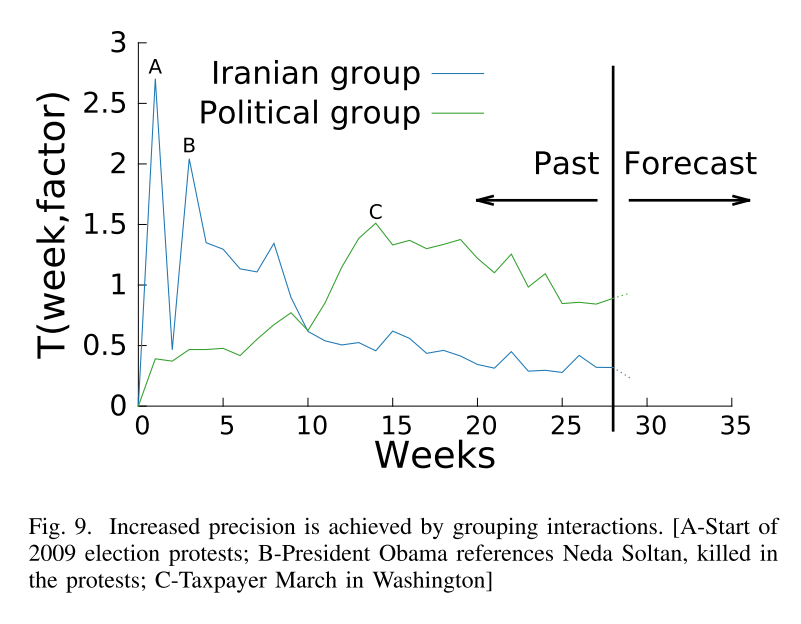 3
2.5
2
1.5
1
0.5
0
T(week,factor)
A
B
C
Iranian group
Political group
Past
Forecast
0 5 10 15 20 25 30 35
Weeks
Fig. 9. Increased precision is achieved by grouping interactions. [A-Start of
2009 election protests; B-President Obama references Neda Soltan, killed in
the protests; C-Taxpayer March in Washington]